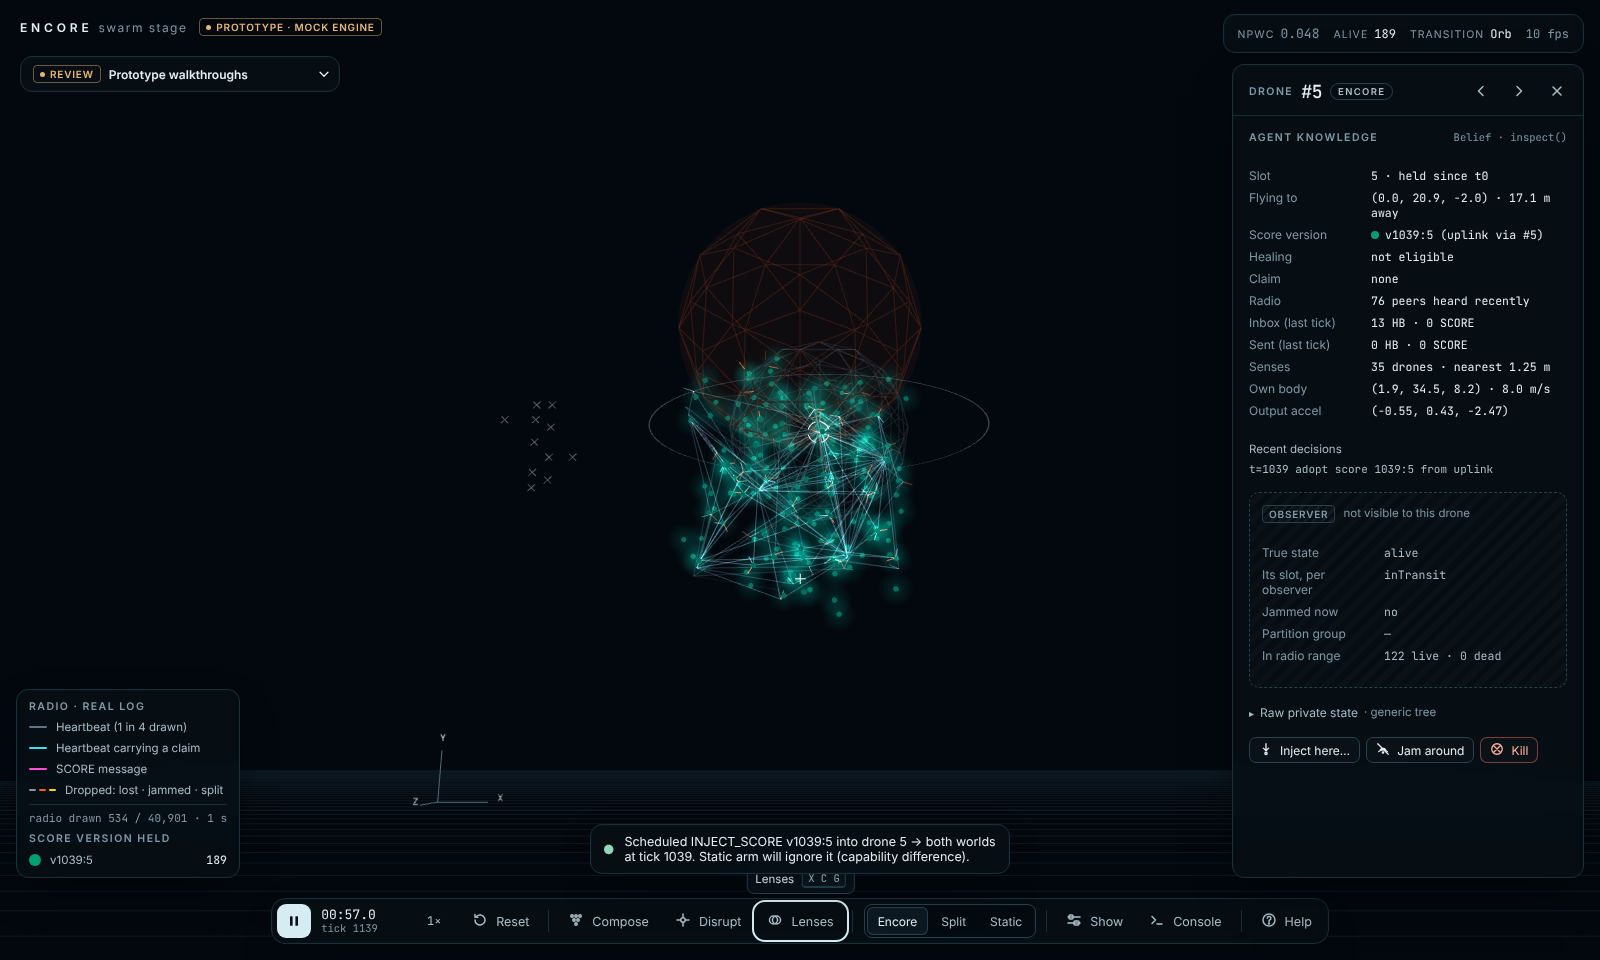 ENCORE swarm stage PROTOTYPE · MOCK ENGINE
REVIEW Prototype walkthroughs
NPWC 0.048 ALIVE 189 TRANSITION Orb 10 fps
DRONE #5 ENCORE
AGENT KNOWLEDGE Belief · inspect()
Slot 5 · held since t0
Flying to (0.0, 20.9, -2.0) · 17.1 m
away
Score version v1039:5 (uplink via #5)
Healing not eligible
Claim none
Radio 76 peers heard recently
Inbox (last tick) 13 HB · 0 SCORE
Sent (last tick) 0 HB · 0 SCORE
Senses 35 drones · nearest 1.25 m
Own body (1.9, 34.5, 8.2) · 8.0 m/s
Output accel (-0.55, 0.43, -2.47)
Recent decisions
t=1039 adopt score 1039:5 from uplink
OBSERVER not visible to this drone
True state alive
Its slot, per inTransit
observer
Jammed now no
Partition group —
In radio range 122 live · 0 dead
▸ Raw private state · generic tree
Inject here… Jam around Kill
RADIO · REAL LOG
Heartbeat (1 in 4 drawn)
Heartbeat carrying a claim
SCORE message
Dropped: lost · jammed · split
radio drawn 534 / 40,901 · 1 s
SCORE VERSION HELD
v1039:5 189
Y
Z X
Scheduled INJECT_SCORE v1039:5 into drone 5 → both worlds
at tick 1039. Static arm will ignore it (capability difference).
Lenses X C G
00:57.0
tick 1139
1× Reset Compose Disrupt Lenses Encore Split Static Show Console Help